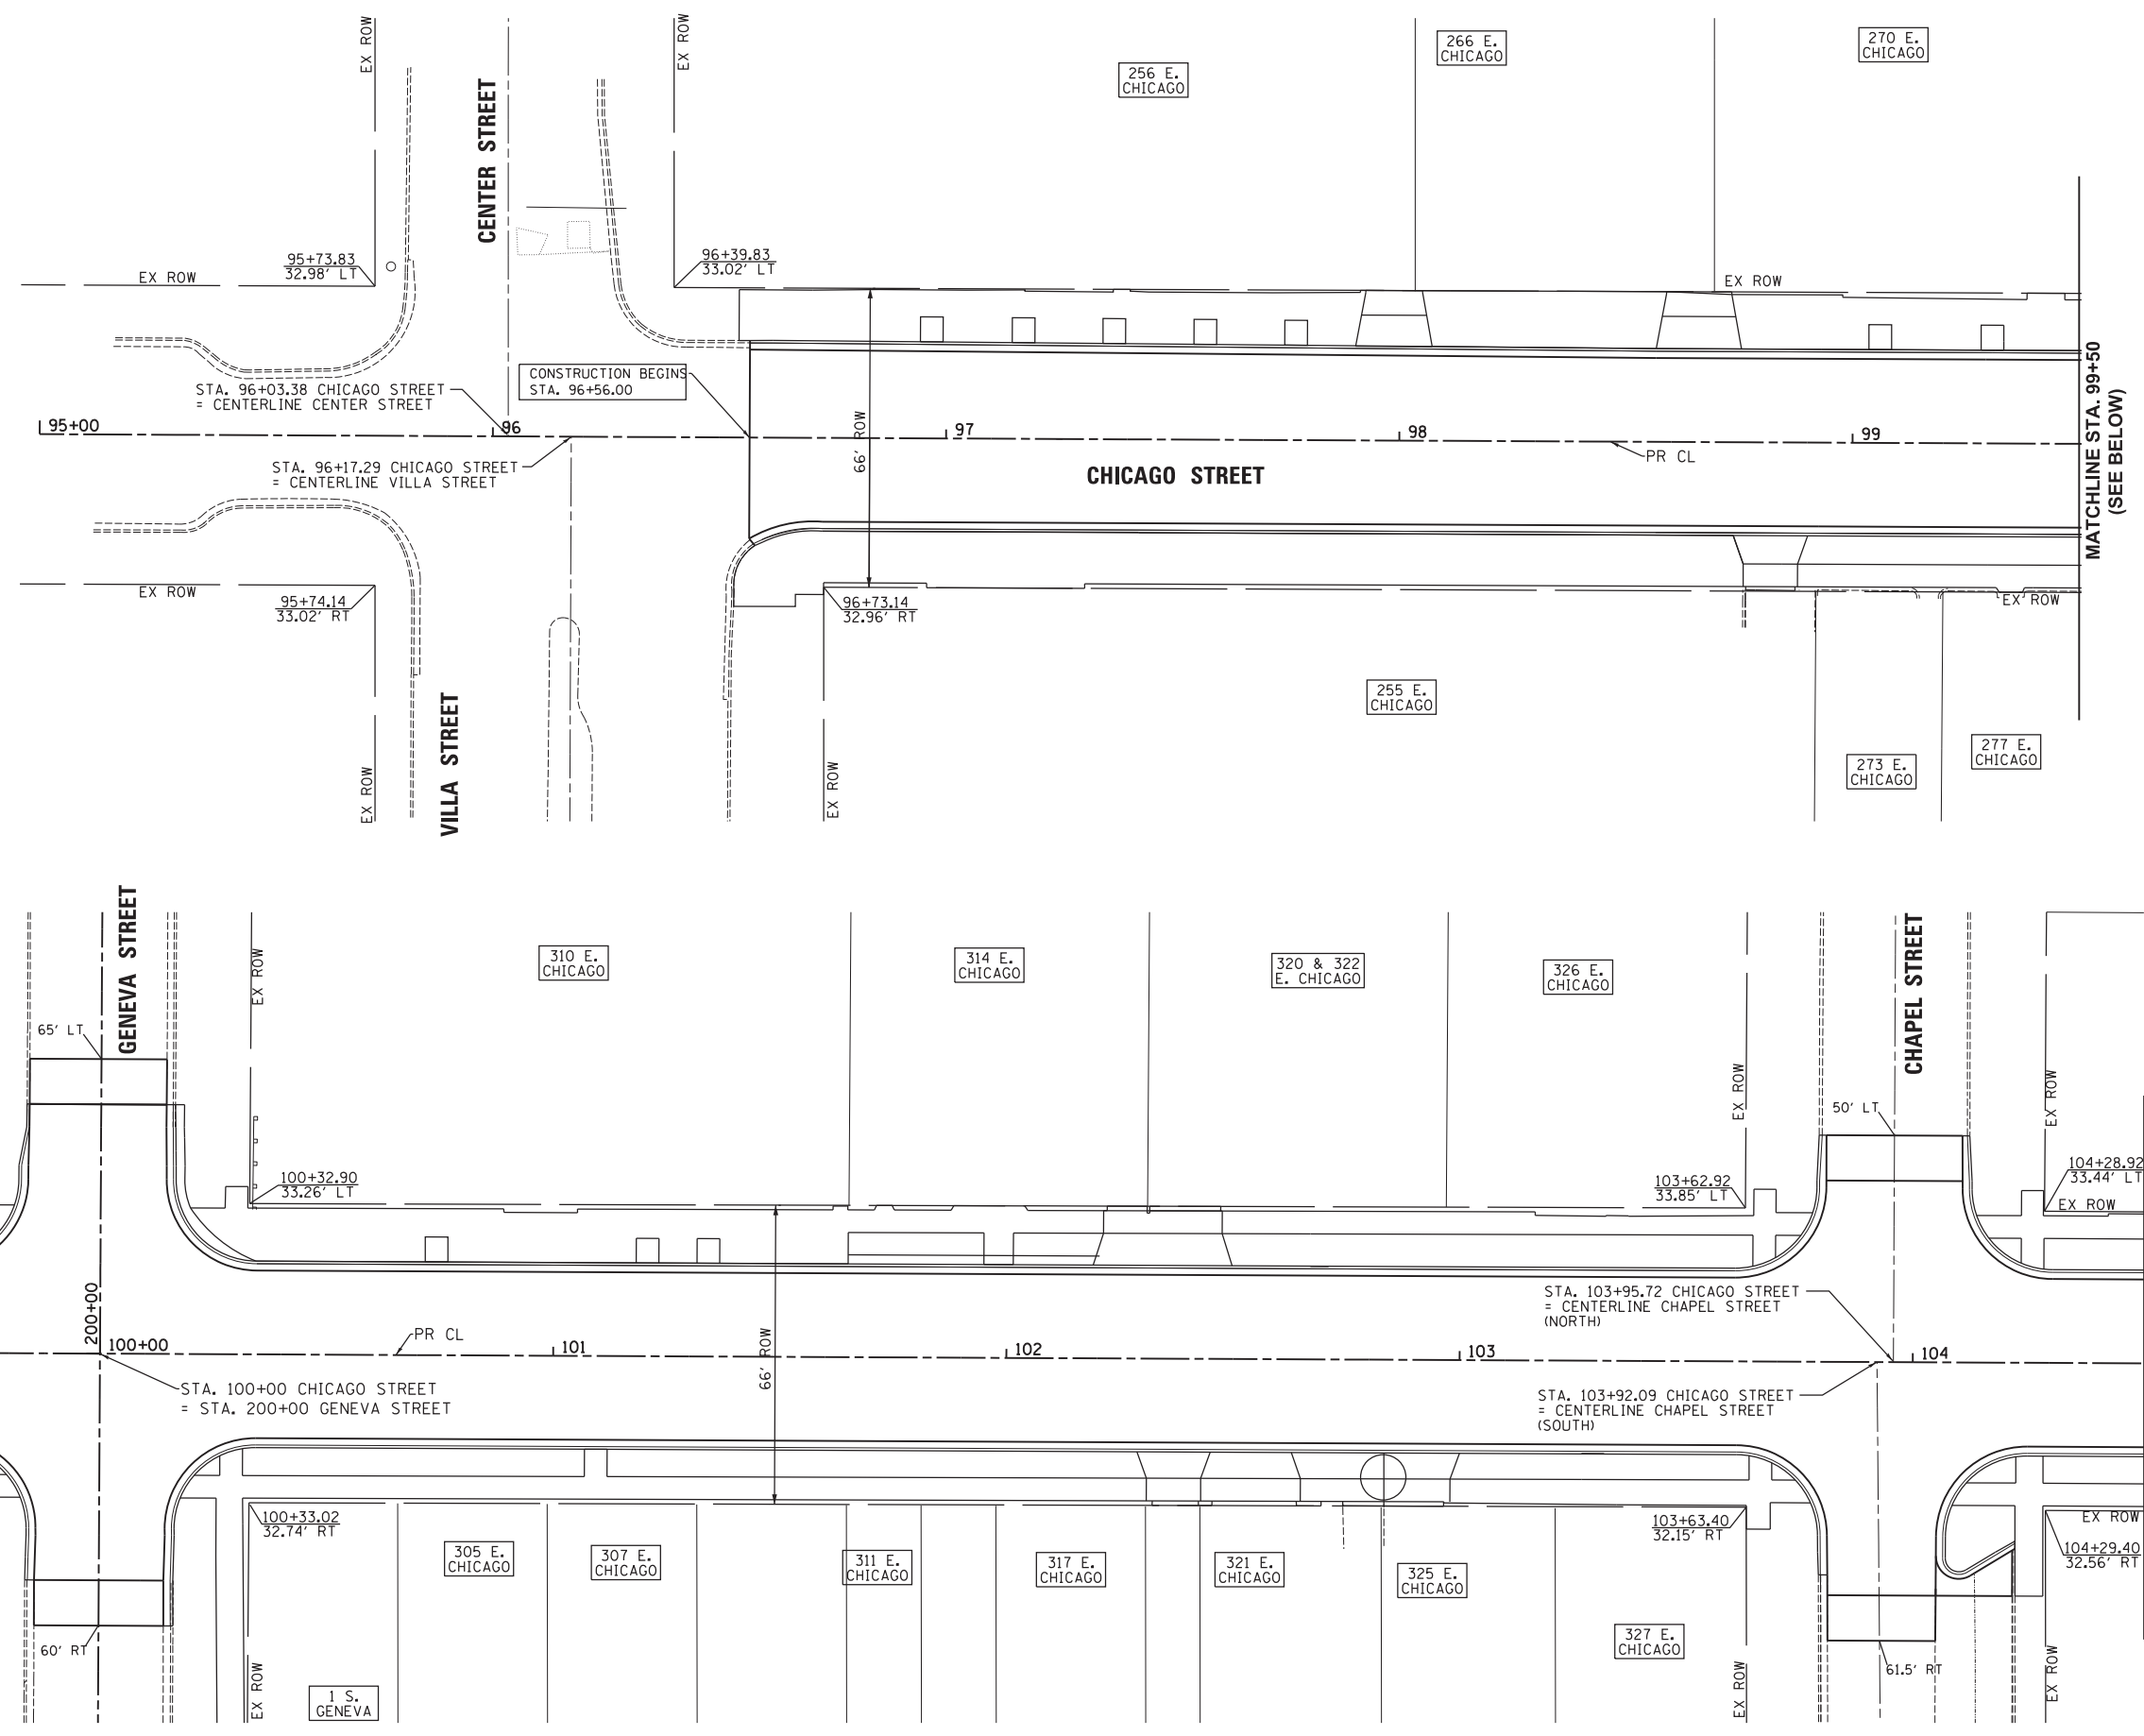 EX ROW
CENTER STREET
EX ROW
256 E.
CHICAGO
266 E.
CHICAGO
270 E.
CHICAGO
95+73.83
32.98' LT
EX ROW
96+39.83
33.02' LT
EX ROW
STA. 96+03.38 CHICAGO STREET
= CENTERLINE CENTER STREET
CONSTRUCTION BEGINS
STA. 96+56.00
66' ROW
MATCHLINE STA. 99+50
(SEE BELOW)
95+00
96
97
98
99
STA. 96+17.29 CHICAGO STREET
= CENTERLINE VILLA STREET
CHICAGO STREET
PR CL
EX ROW
95+74.14
33.02' RT
96+73.14
32.96' RT
EX ROW
255 E.
CHICAGO
273 E.
CHICAGO
277 E.
CHICAGO
EX ROW
VILLA STREET
EX ROW
GENEVA STREET
EX ROW
310 E.
CHICAGO
314 E.
CHICAGO
320 & 322
E. CHICAGO
326 E.
CHICAGO
CHAPEL STREET
65' LT
EX ROW
50' LT
EX ROW
100+32.90
33.26' LT
103+62.92
33.85' LT
104+28.92
33.44' LT
EX ROW
200+00
100+00
PR CL
101
66' ROW
102
103
104
STA. 103+95.72 CHICAGO STREET
= CENTERLINE CHAPEL STREET
(NORTH)
STA. 100+00 CHICAGO STREET
= STA. 200+00 GENEVA STREET
STA. 103+92.09 CHICAGO STREET
= CENTERLINE CHAPEL STREET
(SOUTH)
100+33.02
32.74' RT
103+63.40
32.15' RT
EX ROW
104+29.40
32.56' RT
305 E.
CHICAGO
307 E.
CHICAGO
311 E.
CHICAGO
317 E.
CHICAGO
321 E.
CHICAGO
325 E.
CHICAGO
327 E.
CHICAGO
60' RT
61.5' RT
EX ROW
1 S.
GENEVA
EX ROW
EX ROW